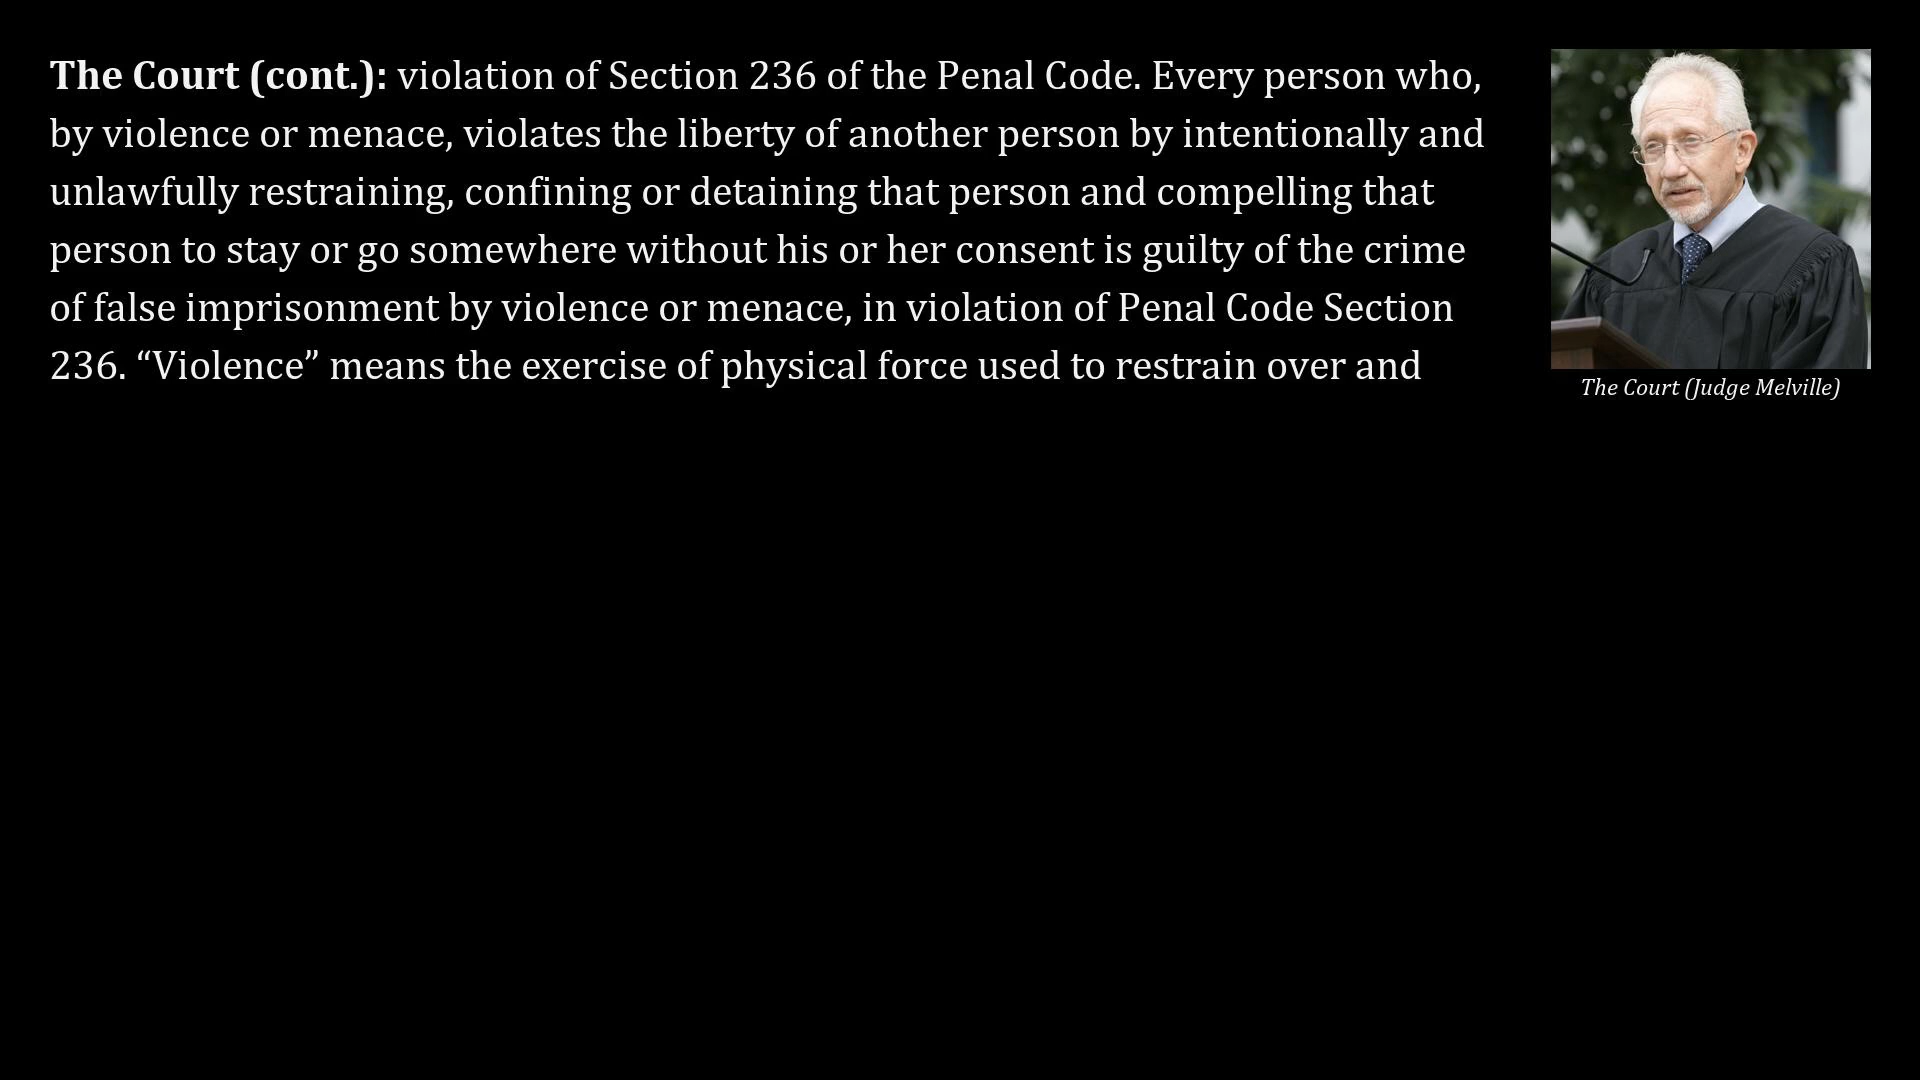 The Court (cont.): violation of Section 236 of the Penal Code. Every person who,
by violence or menace, violates the liberty of another person by intentionally and
unlawfully restraining, confining or detaining that person and compelling that
person to stay or go somewhere without his or her consent is guilty of the crime
of false imprisonment by violence or menace, in violation of Penal Code Section
236. “Violence” means the exercise of physical force used to restrain over and
The Court (Judge Melville)